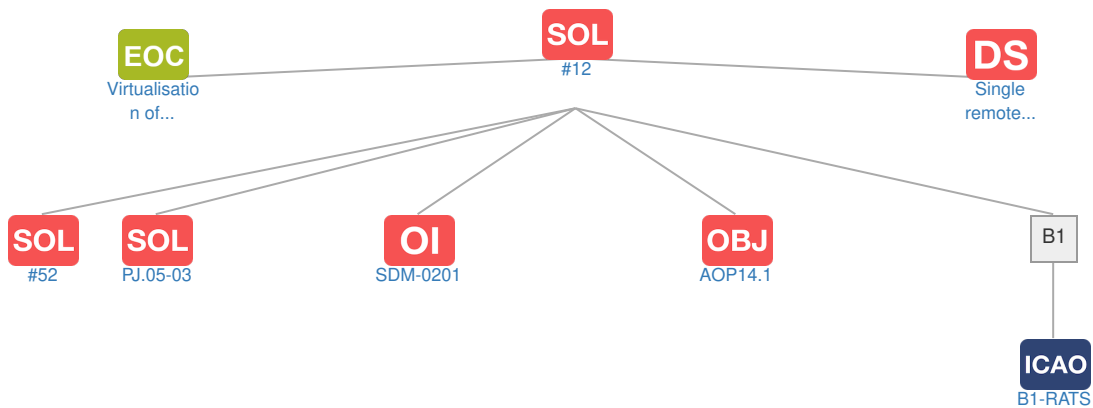 EOC
Virtualisatio
n of...
SOL
#12
DS
Single
remote...
SOL
#52
SOL
PJ.05-03
OI
SDM-0201
OBJ
AOP14.1
B1
ICAO
B1-RATS